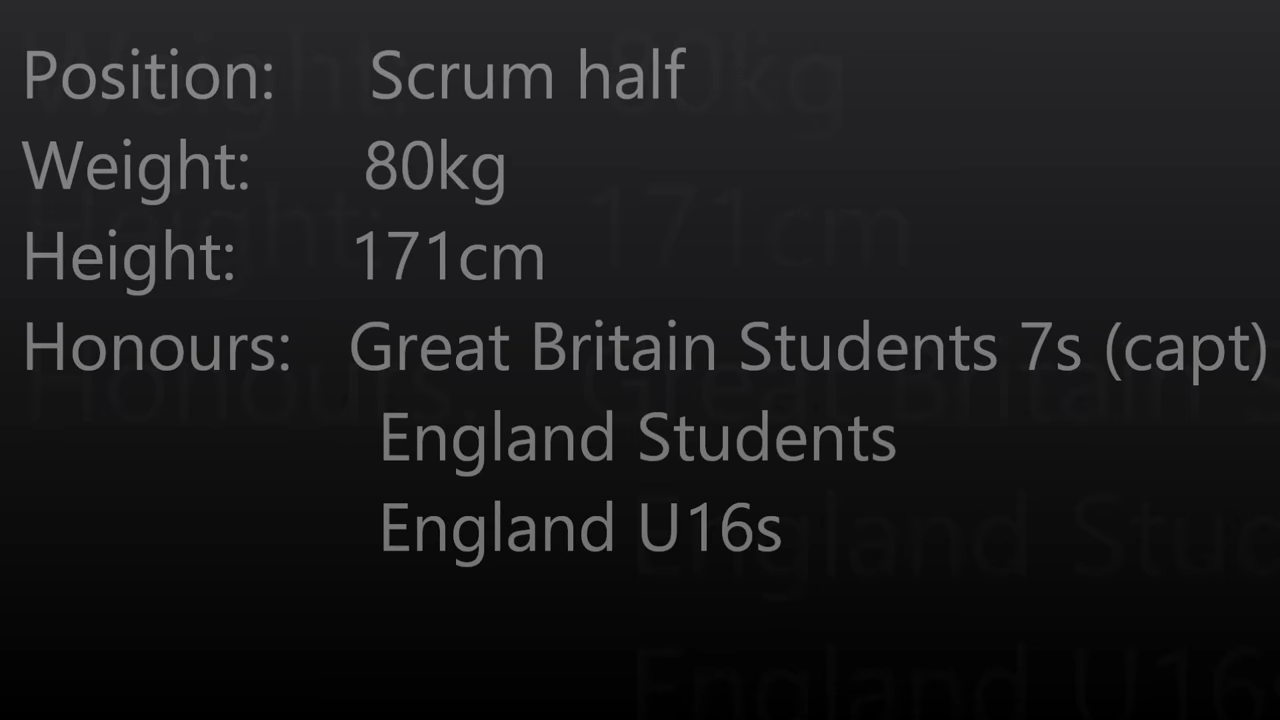 Position: Scrum half
Weight: 80kg
Height: 171cm
Honours: Great Britain Students 7s (capt)
England Students
England U16s